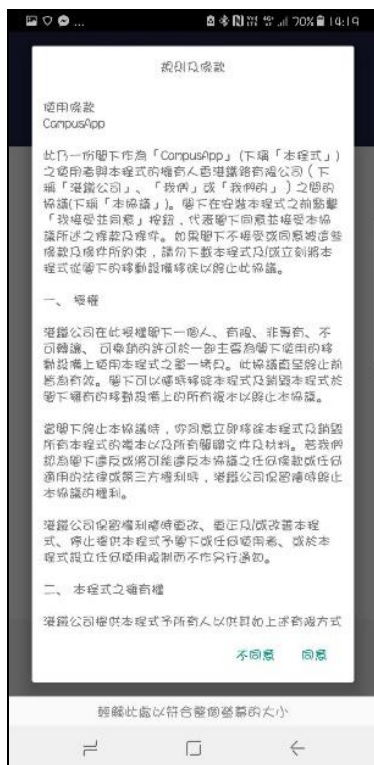 ... 70% 14:19
規則及條款
使用條款
CampusApp
此乃一份閣下作為「CampusApp」(下稱「本程式」)
之使用者與本程式的擁有人香港鐵路有限公司(下
稱「港鐵公司」、「我們」或「我們的」)之間的
協議(下稱「本協議」)。閣下在安裝本程式之前點擊
「我接受並同意」按鈕,代表閣下同意並接受本協
議所述之條款及條件。如果閣下不接受或同意被這些
條款及條件所約束,請勿下載本程式及/或立刻將本
程式從閣下的移動設備移除以終止此協議。
一、 授權
港鐵公司在此授權閣下一個人、有限、非專有、不
可轉讓、可撤銷的許可於一部主要為閣下使用的移
動設備上使用本程式之單一拷貝。此協議直至終止前
皆為有效。閣下可以隨時移除本程式及銷毀本程式於
閣下擁有的移動設備上的所有複本以終止本協議。
當閣下終止本協議時,你同意立即移除本程式及銷毀
所有本程式的複本以及所有關聯文件及材料。若我們
認為閣下違反或將可能違反本協議之任何條款或任何
適用的法律或第三方權利時,港鐵公司保留隨時終止
本協議的權利。
港鐵公司保留權利隨時更改、更正及/或改善本程
式、停止提供本程式予閣下或任何使用者、或於本
程式設立任何使用限制而不作另行通知。
二、 本程式之擁有權
港鐵公司提供本程式予所有人以供其如上述有限方式
不同意 同意
輕觸此處以符合整個螢幕的大小